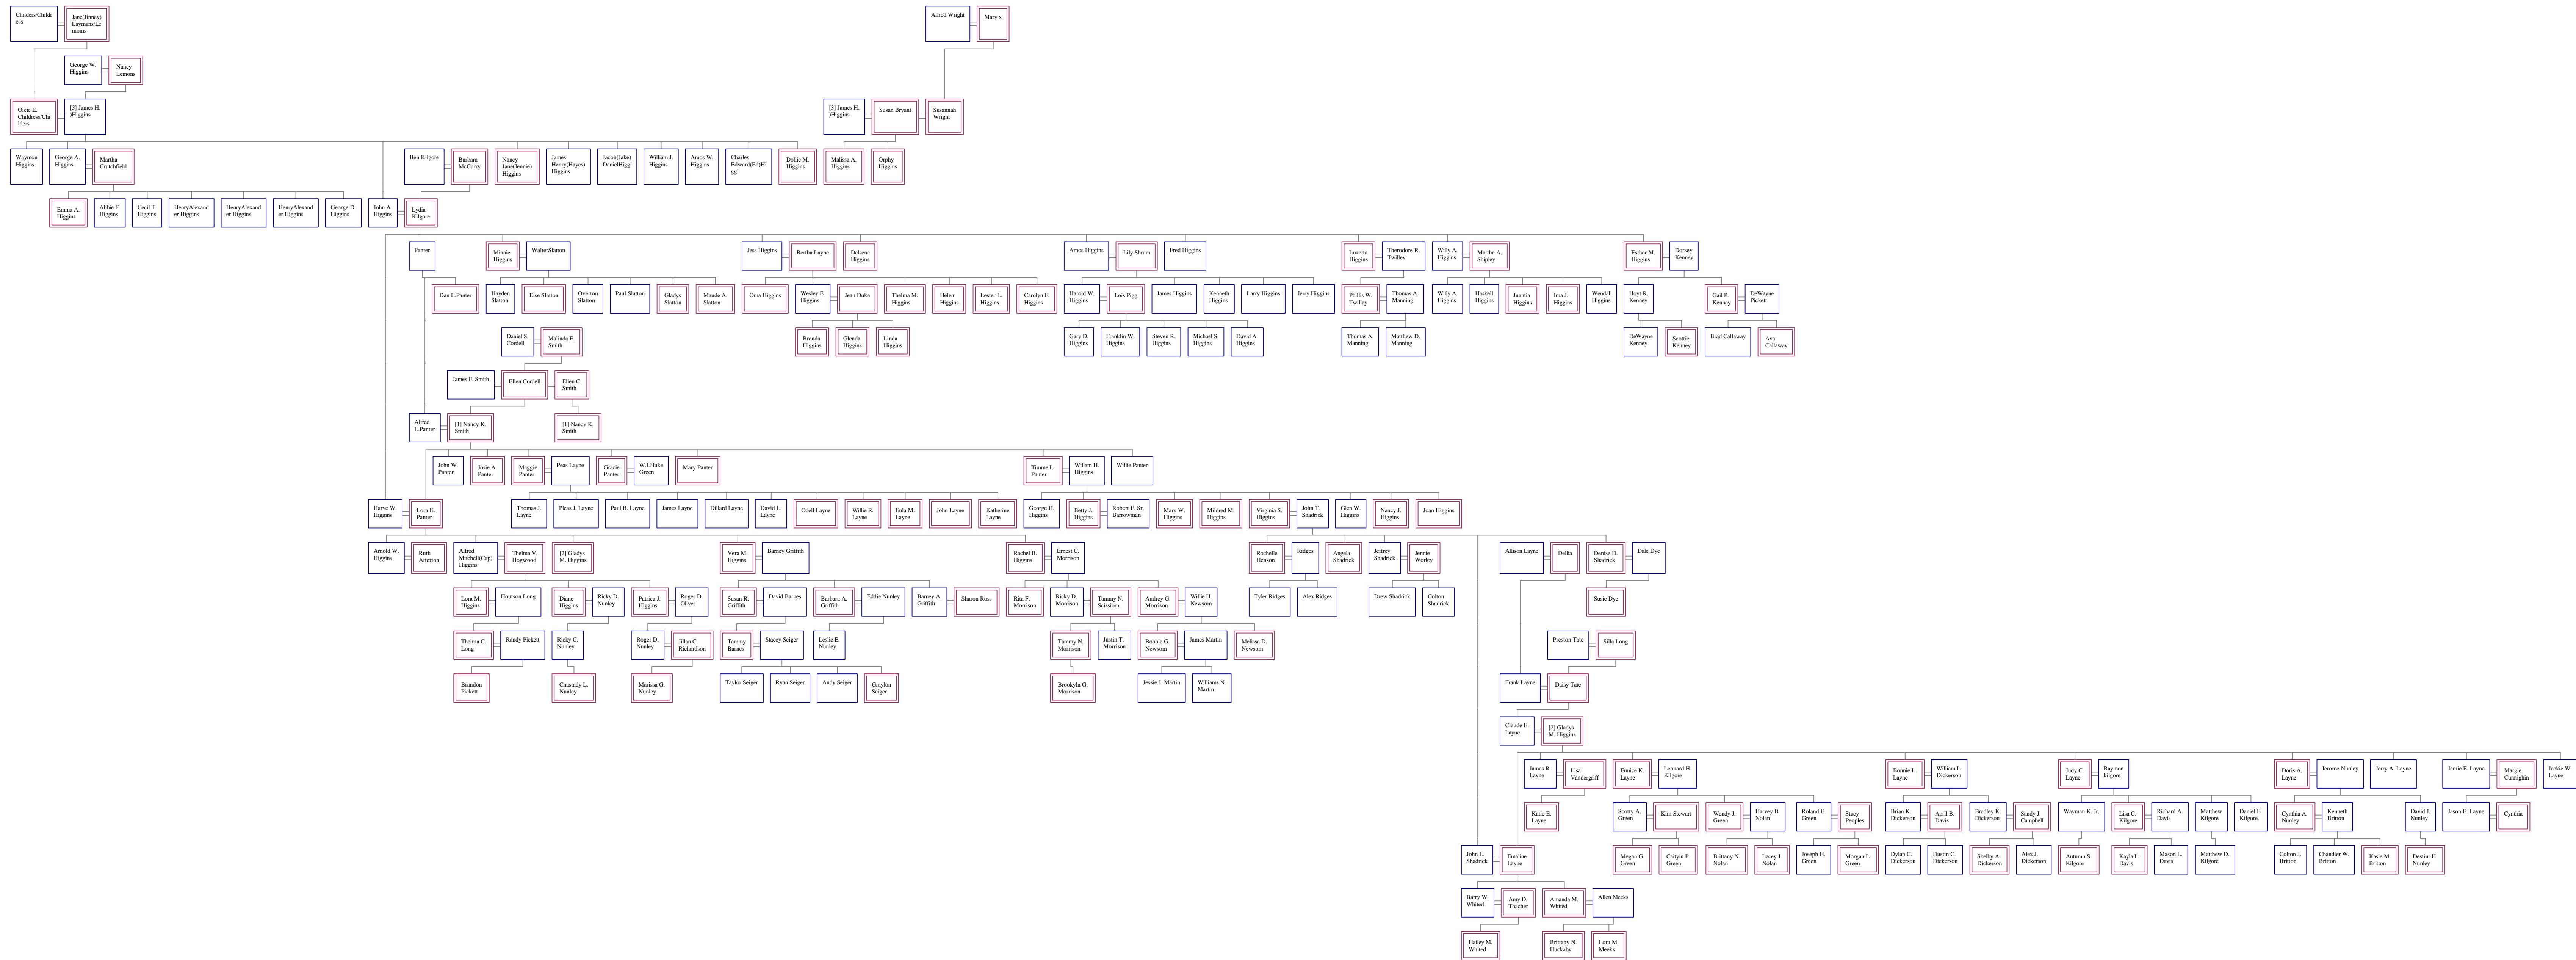 Childers/Childr
ess
Jane(Jinney)
Laymans/Le
moms
Alfred Wright
Mary x
George W.
Higgins
Nancy
Lemons
Oicie E.
Childress/Chi
lders
[3] James H.
)Higgins
[3] James H.
)Higgins
Susan Bryant
Susannah
Wright
Waymon
Higgins
George A.
Higgins
Martha
Crutchfield
Ben Kilgore
Barbara
McCurry
Nancy
Jane(Jennie)
Higgins
James
Henry(Hayes)
Higgins
Jacob(Jake)
DanielHiggi
William J.
Higgins
Amos W.
Higgins
Charles
Edward(Ed)Hi
ggi
Dollie M.
Higgins
Malissa A.
Higgins
Orphy
Higgins
Emma A.
Higgins
Abbie F.
Higgins
Cecil T.
Higgins
HenryAlexand
er Higgins
HenryAlexand
er Higgins
HenryAlexand
er Higgins
George D.
Higgins
John A.
Higgins
Lydia
Kilgore
Panter
Minnie
Higgins
WalterSlatton
Jess Higgins
Bertha Layne
Delsena
Higgins
Amos Higgins
Lily Shrum
Fred Higgins
Luzetta
Higgins
Therodore R.
Twilley
Willy A.
Higgins
Martha A.
Shipley
Esther M.
Higgins
Dorsey
Kenney
Dan L.Panter
Hayden
Slatton
Eise Slatton
Overton
Slatton
Paul Slatton
Gladys
Slatton
Maude A.
Slatton
Oma Higgins
Wesley E.
Higgins
Jean Duke
Thelma M.
Higgins
Helen
Higgins
Lester L.
Higgins
Carolyn F.
Higgins
Harold W.
Higgins
Lois Pigg
James Higgins
Kenneth
Higgins
Larry Higgins
Jerry Higgins
Phillis W.
Twilley
Thomas A.
Manning
Willy A.
Higgins
Haskell
Higgins
Juantia
Higgins
Ima J.
Higgins
Wendall
Higgins
Hoyt R.
Kenney
Gail P.
Kenney
DeWayne
Pickett
Daniel S.
Cordell
Malinda E.
Smith
Brenda
Higgins
Glenda
Higgins
Linda
Higgins
Gary D.
Higgins
Franklin W.
Higgins
Steven R.
Higgins
Michael S.
Higgins
David A.
Higgins
Thomas A.
Manning
Matthew D.
Manning
DeWayne
Kenney
Scottie
Kenney
Brad Callaway
Ava
Callaway
James F. Smith
Ellen Cordell
Ellen C.
Smith
Alfred
L.Panter
[1] Nancy K.
Smith
[1] Nancy K.
Smith
John W.
Panter
Josie A.
Panter
Maggie
Panter
Peas Layne
Gracie
Panter
W.I.Huke
Green
Mary Panter
Timme L.
Panter
Willam H.
Higgins
Willie Panter
Harve W.
Higgins
Lora E.
Panter
Thomas J.
Layne
Pleas J. Layne
Paul B. Layne
James Layne
Dillard Layne
David L.
Layne
Odell Layne
Willie R.
Layne
Eula M.
Layne
John Layne
Katherine
Layne
George H.
Higgins
Betty J.
Higgins
Robert F. Sr,
Barrowman
Mary W.
Higgins
Mildred M.
Higgins
Virginia S.
Higgins
John T.
Shadrick
Glen W.
Higgins
Nancy J.
Higgins
Joan Higgins
Arnold W.
Higgins
Ruth
Atterton
Alfred
Mitchell(Cap)
Higgins
Thelma V.
Hogwood
[2] Gladys
M. Higgins
Vera M.
Higgins
Barney Griffith
Rachel B.
Higgins
Ernest C.
Morrison
Rochelle
Henson
Ridges
Angela
Shadrick
Jeffrey
Shadrick
Jennie
Worley
Allison Layne
Dellia
Denise D.
Shadrick
Dale Dye
Lora M.
Higgins
Houtson Long
Diane
Higgins
Ricky D.
Nunley
Patrica J.
Higgins
Roger D.
Oliver
Susan R.
Griffith
David Barnes
Barbara A.
Griffith
Eddie Nunley
Barney A.
Griffith
Sharon Ross
Rita F.
Morrison
Ricky D.
Morrison
Tammy N.
Scissiom
Audrey G.
Morrison
Willie H.
Newsom
Tyler Ridges
Alex Ridges
Drew Shadrick
Colton
Shadrick
Susie Dye
Thelma C.
Long
Randy Pickett
Ricky C.
Nunley
Roger D.
Nunley
Jillan C.
Richardson
Tammy
Barnes
Stacey Seiger
Leslie E.
Nunley
Tammy N.
Morrison
Justin T.
Morrison
Bobbie G.
Newsom
James Martin
Melissa D.
Newsom
Preston Tate
Silla Long
Brandon
Pickett
Chastady L.
Nunley
Marissa G.
Nunley
Taylor Seiger
Ryan Seiger
Andy Seiger
Graylon
Seiger
Brookyln G.
Morrison
Jessie J. Martin
Williams N.
Martin
Frank Layne
Daisy Tate
Claude E.
Layne
[2] Gladys
M. Higgins
James R.
Layne
Lisa
Vandergriff
Eunice K.
Layne
Leonard H.
Kilgore
Bonnie L.
Layne
William L.
Dickerson
Judy C.
Layne
Raymon
kilgore
Doris A.
Layne
Jerome Nunley
Jerry A. Layne
Jamie E. Layne
Margie
Cunnighin
Jackie W.
Layne
Katie E.
Layne
Scotty A.
Green
Kim Stewart
Wendy J.
Green
Harvey B.
Nolan
Roland E.
Green
Stacy
Peoples
Brian K.
Dickerson
April B.
Davis
Bradley K.
Dickerson
Sandy J.
Campbell
Wayman K. Jr.
Lisa C.
Kilgore
Richard A.
Davis
Matthew
Kilgore
Daniel E.
Kilgore
Cynthia A.
Nunley
Kenneth
Britton
David J.
Nunley
Jason E. Layne
Cynthia
John L.
Shadrick
Emaline
Layne
Megan G.
Green
Caityin P.
Green
Brittany N.
Nolan
Lacey J.
Nolan
Joseph H.
Green
Morgan L.
Green
Dylan C.
Dickerson
Dustin C.
Dickerson
Shelby A.
Dickerson
Alex J.
Dickerson
Autumn S.
Kilgore
Kayla L.
Davis
Mason L.
Davis
Matthew D.
Kilgore
Colton J.
Britton
Chandler W.
Britton
Kasie M.
Britton
Destint H.
Nunley
Barry W.
Whited
Amy D.
Thacher
Amanda M.
Whited
Allen Meeks
Hailey M.
Whited
Brittany N.
Huckaby
Lora M.
Meeks